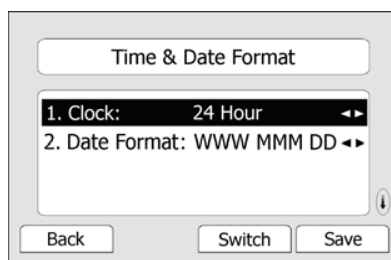 Time & Date Format
1. Clock: 24 Hour
2. Date Format: WWW MMM DD
Back Switch Save